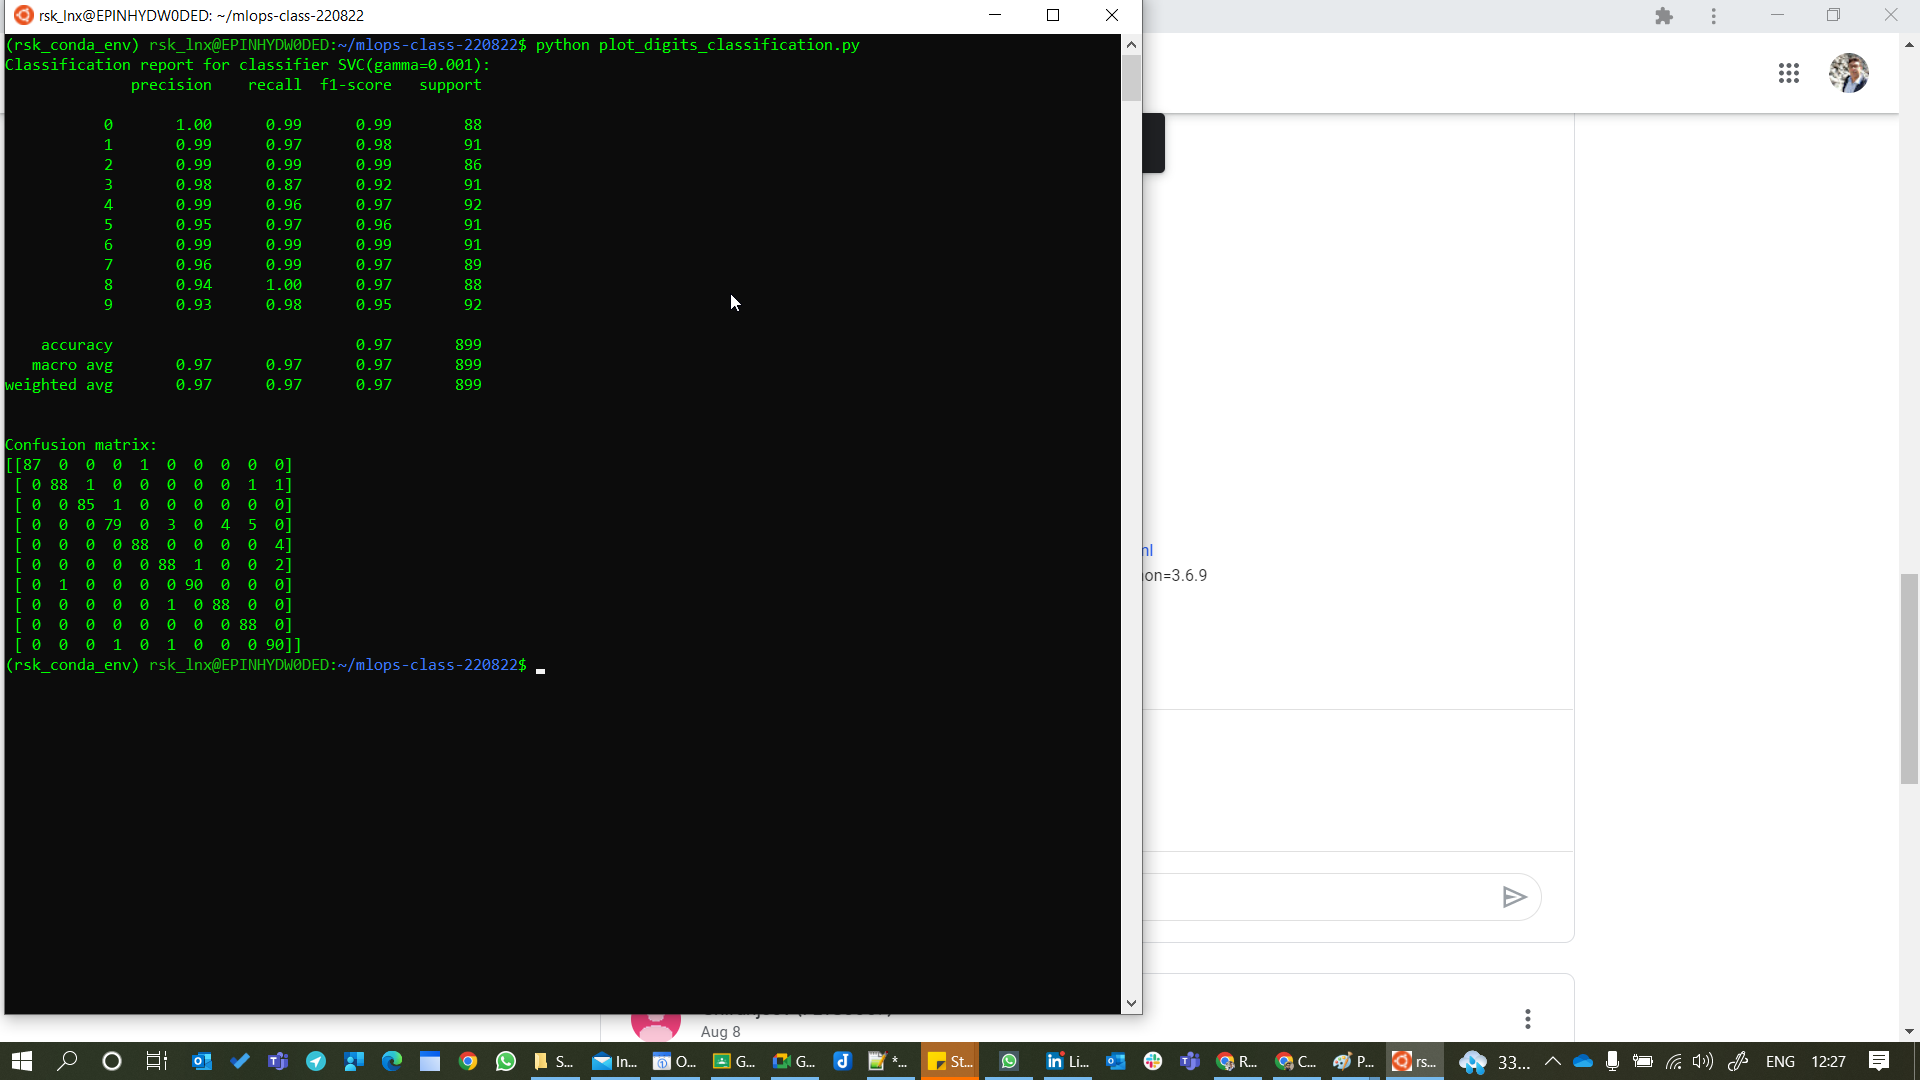 rsk_lnx@EPINHYDW0DED: ~/mlops-class-220822
(rsk_conda_env) rsk_lnx@EPINHYDW0DED:~/mlops-class-220822$ python plot_digits_classification.py
Classification report for classifier SVC(gamma=0.001):
precision recall f1-score support
0 1.00 0.99 0.99 88
1 0.99 0.97 0.98 91
2 0.99 0.99 0.99 86
3 0.98 0.87 0.92 91
4 0.99 0.96 0.97 92
5 0.95 0.97 0.96 91
6 0.99 0.99 0.99 91
7 0.96 0.99 0.97 89
8 0.94 1.00 0.97 88
9 0.93 0.98 0.95 92
accuracy 0.97 899
macro avg 0.97 0.97 0.97 899
weighted avg 0.97 0.97 0.97 899
Confusion matrix:
[[87 0 0 0 1 0 0 0 0 0]
[ 0 88 1 0 0 0 0 0 1 1]
[ 0 0 85 1 0 0 0 0 0 0]
[ 0 0 0 79 0 3 0 4 5 0]
[ 0 0 0 0 88 0 0 0 0 4]
[ 0 0 0 0 0 88 1 0 0 2]
[ 0 1 0 0 0 0 90 0 0 0]
[ 0 0 0 0 0 1 0 88 0 0]
[ 0 0 0 0 0 0 0 0 88 0]
[ 0 0 0 1 0 1 0 0 0 90]]
(rsk_conda_env) rsk_lnx@EPINHYDW0DED:~/mlops-class-220822$
ml
on=3.6.9
Aug 8
S... In... O... G... G... *... St... Li... R... C... P... rs... 33... ENG 12:27